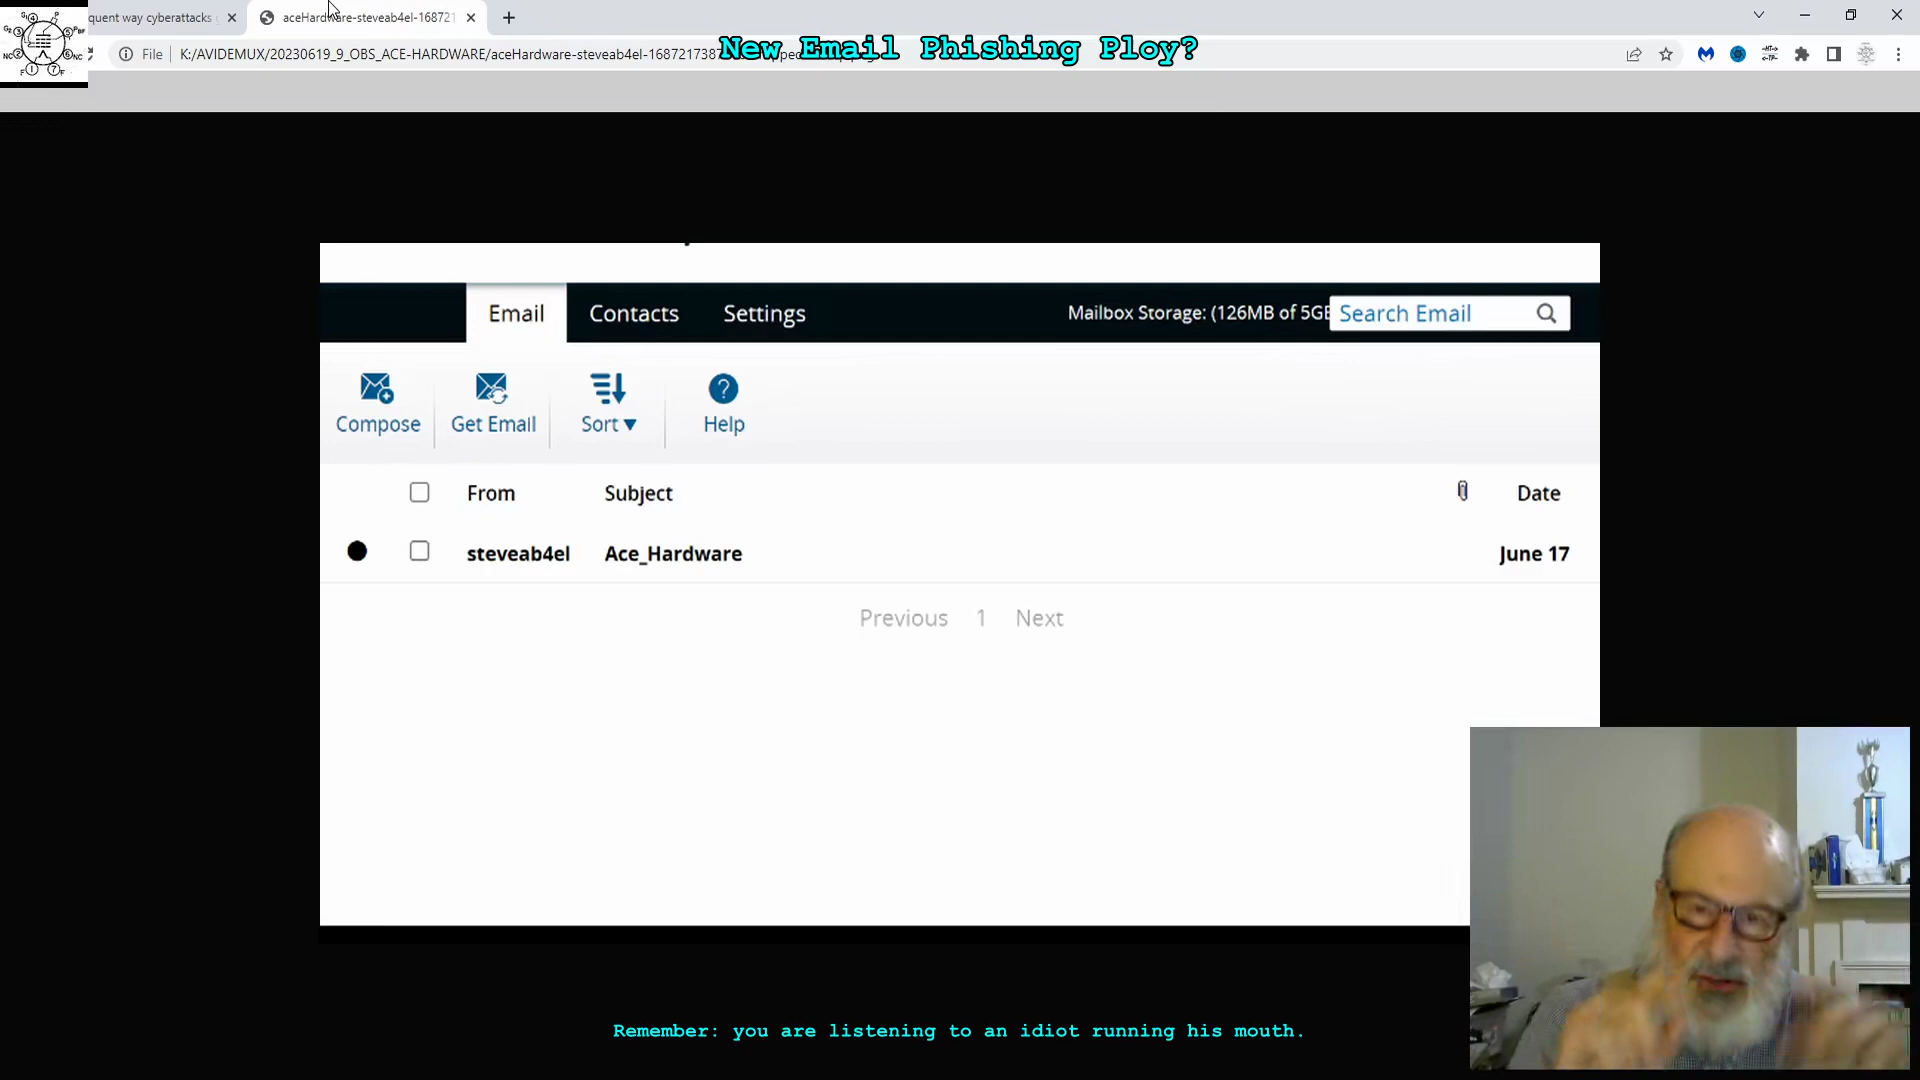 quent way cyberattacks
aceHardware-steveab4el-168721
File K:/AVIDEMUX/20230619_9_OBS_ACE-HARDWARE/aceHardware-steveab4el-1687217387
New Email Phishing Ploy?
Email Contacts Settings Mailbox Storage: (126MB of 5GB Search Email
Compose Get Email Sort ▼ Help
From Subject Date
steveab4el Ace_Hardware June 17
Previous 1 Next
Remember: you are listening to an idiot running his mouth.